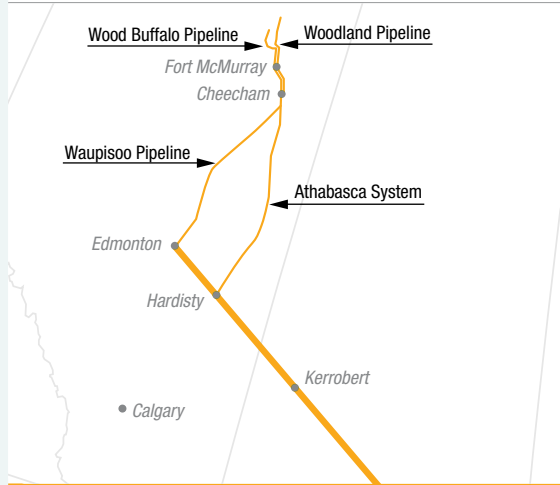 Wood Buffalo Pipeline
Woodland Pipeline
Fort McMurray
Cheecham
Waupisoo Pipeline
Athabasca System
Edmonton
Hardisty
Kerrobert
Calgary